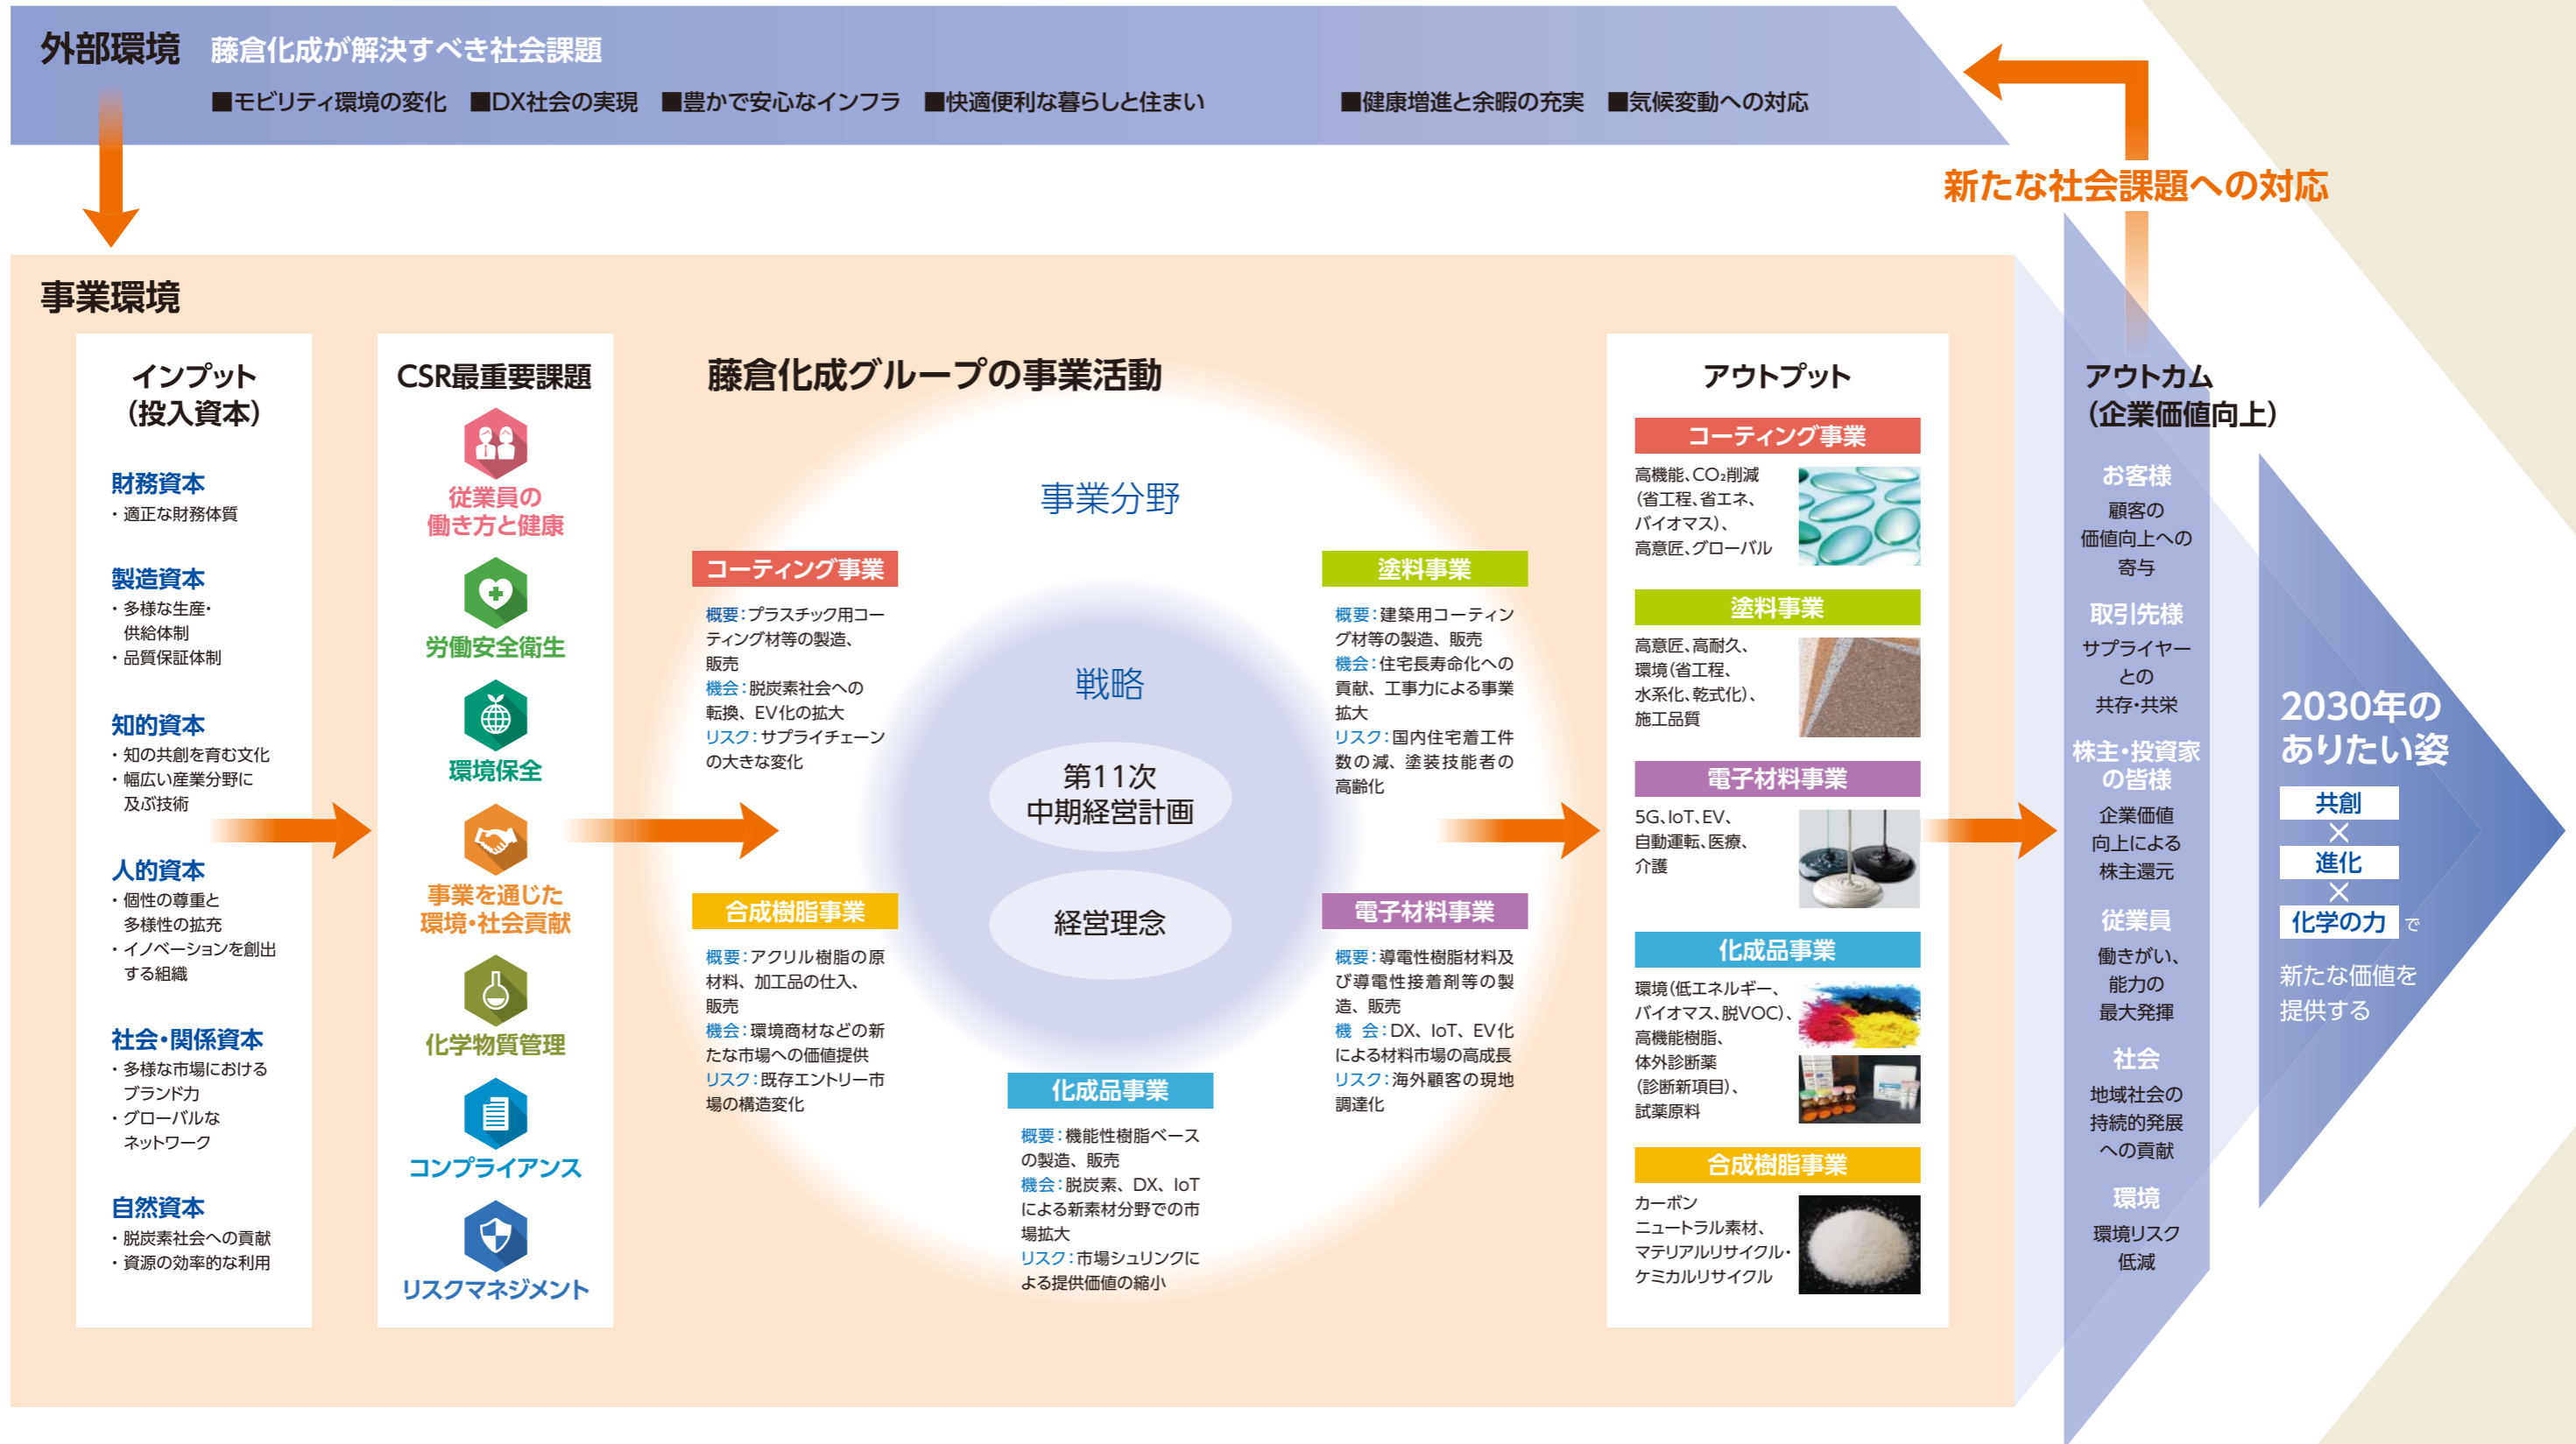 外部環境 藤倉化成が解決すべき社会課題
■モビリティ環境の変化 ■DX社会の実現 ■豊かで安心なインフラ ■快適便利な暮らしと住まい ■健康増進と余暇の充実 ■気候変動への対応
新たな社会課題への対応
事業環境
インプット
（投入資本）
財務資本
・適正な財務体質
製造資本
・多様な生産・
供給体制
・品質保証体制
知的資本
・知の共創を育む文化
・幅広い産業分野に
及ぶ技術
人的資本
・個性の尊重と
多様性の拡充
・イノベーションを創出
する組織
社会・関係資本
・多様な市場における
ブランド力
・グローバルな
ネットワーク
自然資本
・脱炭素社会への貢献
・資源の効率的な利用
CSR最重要課題
従業員の
働き方と健康
労働安全衛生
環境保全
事業を通じた
環境・社会貢献
化学物質管理
コンプライアンス
リスクマネジメント
藤倉化成グループの事業活動
事業分野
戦略
第11次
中期経営計画
経営理念
コーティング事業
概要：プラスチック用コー
ティング材等の製造、
販売
機会：脱炭素社会への
転換、EV化の拡大
リスク：サプライチェーン
の大きな変化
合成樹脂事業
概要：アクリル樹脂の原
材料、加工品の仕入、
販売
機会：環境商材などの新
たな市場への価値提供
リスク：既存エントリー市
場の構造変化
化成品事業
概要：機能性樹脂ベース
の製造、販売
機会：脱炭素、DX、IoT
による新素材分野での市
場拡大
リスク：市場シュリンクに
よる提供価値の縮小
塗料事業
概要：建築用コーティン
グ材等の製造、販売
機会：住宅長寿命化への
貢献、工事力による事業
拡大
リスク：国内住宅着工件
数の減、塗装技能者の
高齢化
電子材料事業
概要：導電性樹脂材料及
び導電性接着剤等の製
造、販売
機 会：DX、IoT、EV化
による材料市場の高成長
リスク：海外顧客の現地
調達化
アウトプット
コーティング事業
高機能、CO₂削減
（省工程、省エネ、
バイオマス）、
高意匠、グローバル
塗料事業
高意匠、高耐久、
環境（省工程、
水系化、乾式化）、
施工品質
電子材料事業
5G、IoT、EV、
自動運転、医療、
介護
化成品事業
環境（低エネルギー、
バイオマス、脱VOC）、
高機能樹脂、
体外診断薬
（診断新項目）、
試薬原料
合成樹脂事業
カーボン
ニュートラル素材、
マテリアルリサイクル・
ケミカルリサイクル
アウトカム
（企業価値向上）
お客様
顧客の
価値向上への
寄与
取引先様
サプライヤー
との
共存・共栄
株主・投資家
の皆様
企業価値
向上による
株主還元
従業員
働きがい、
能力の
最大発揮
社会
地域社会の
持続的発展
への貢献
環境
環境リスク
低減
2030年の
ありたい姿
共創
×
進化
×
化学の力 で
新たな価値を
提供する